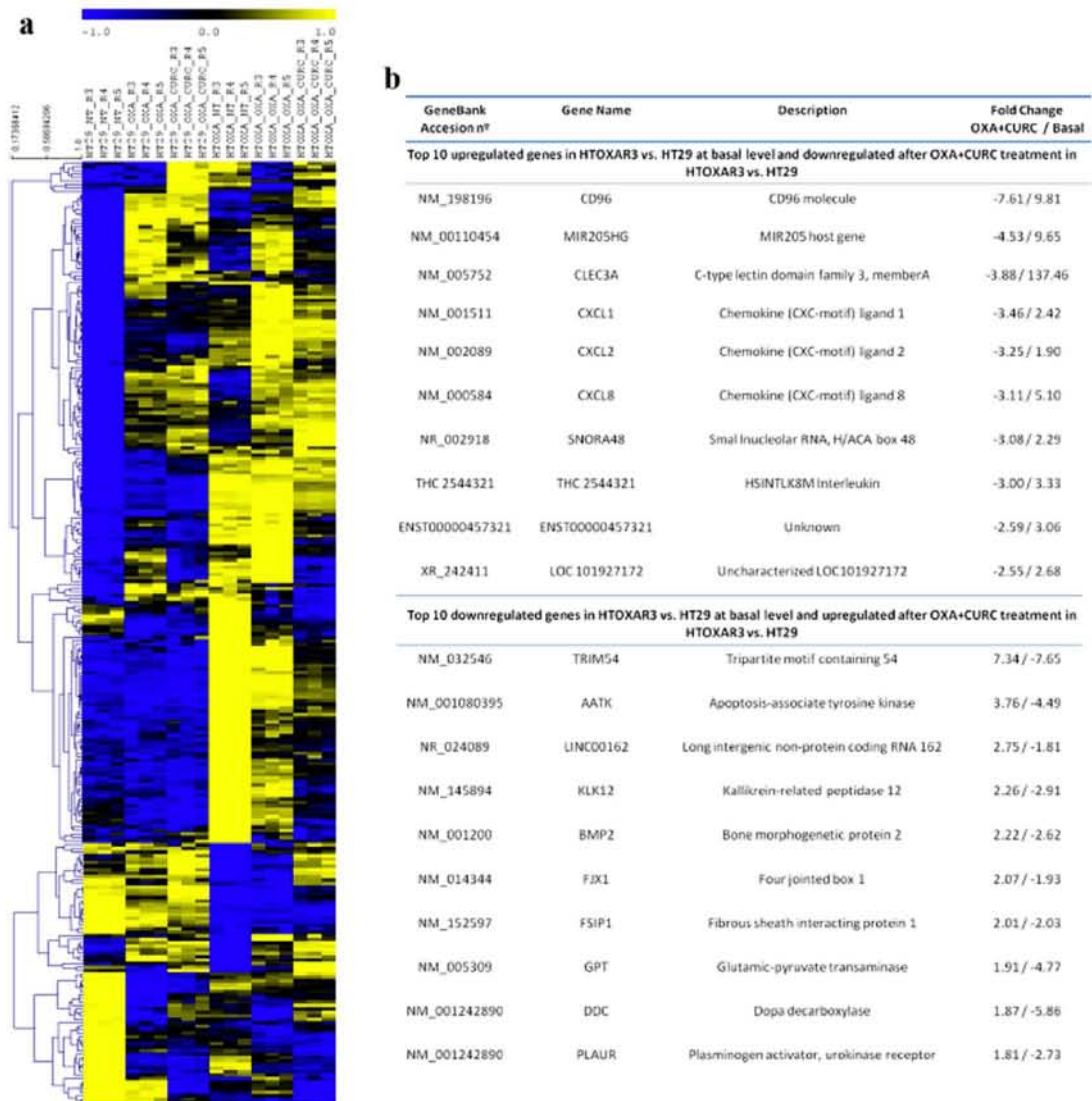 a
-1.0 0.0 1.0
1.0
HT29_NT_R3
HT29_NT_R4
HT29_NT_R5
HT29_OXA_R3
HT29_OXA_R4
HT29_OXA_R5
HT29_OXA_CURC_R3
HT29_OXA_CURC_R4
HT29_OXA_CURC_R5
HTOXA_NT_R3
HTOXA_NT_R4
HTOXA_NT_R5
HTOXA_OXA_R3
HTOXA_OXA_R4
HTOXA_OXA_R5
HTOXA_OXA_CURC_R3
HTOXA_OXA_CURC_R4
HTOXA_OXA_CURC_R5
b
GeneBank Gene Name Description Fold Change
Accesion nº OXA+CURC / Basal
Top 10 upregulated genes in HTOXAR3 vs. HT29 at basal level and downregulated after OXA+CURC treatment in
HTOXAR3 vs. HT29
NM_198196 CD96 CD96 molecule -7.61 / 9.81
NM_00110454 MIR205HG MIR205 host gene -4.53 / 9.65
NM_005752 CLEC3A C-type lectin domain family 3, memberA -3.88 / 137.46
NM_001511 CXCL1 Chemokine (CXC-motif) ligand 1 -3.46 / 2.42
NM_002089 CXCL2 Chemokine (CXC-motif) ligand 2 -3.25 / 1.90
NM_000584 CXCL8 Chemokine (CXC-motif) ligand 8 -3.11 / 5.10
NR_002918 SNORA48 Smal lnucleolar RNA, H/ACA box 48 -3.08 / 2.29
THC 2544321 THC 2544321 HSINTLK8M Interleukin -3.00 / 3.33
ENST00000457321 ENST00000457321 Unknown -2.59 / 3.06
XR_242411 LOC 101927172 Uncharacterized LOC101927172 -2.55 / 2.68
Top 10 downregulated genes in HTOXAR3 vs. HT29 at basal level and upregulated after OXA+CURC treatment in
HTOXAR3 vs. HT29
NM_032546 TRIM54 Tripartite motif containing 54 7.34 / -7.65
NM_001080395 AATK Apoptosis-associate tyrosine kinase 3.76 / -4.49
NR_024089 LINC00162 Long intergenic non-protein coding RNA 162 2.75 / -1.81
NM_145894 KLK12 Kallikrein-related peptidase 12 2.26 / -2.91
NM_001200 BMP2 Bone morphogenetic protein 2 2.22 / -2.62
NM_014344 FJX1 Four jointed box 1 2.07 / -1.93
NM_152597 FSIP1 Fibrous sheath interacting protein 1 2.01 / -2.03
NM_005309 GPT Glutamic-pyruvate transaminase 1.91 / -4.77
NM_001242890 DDC Dopa decarboxylase 1.87 / -5.86
NM_001242890 PLAUR Plasminogen activator, urokinase receptor 1.81 / -2.73